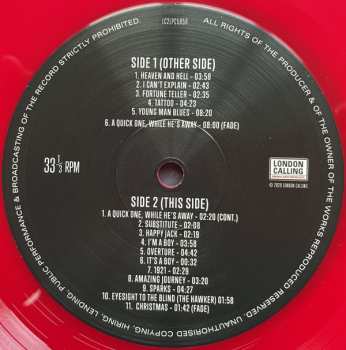 LC2LPC5058
SIDE 1 (OTHER SIDE)
1. HEAVEN AND HELL - 03:58
2. I CAN'T EXPLAIN - 02:43
3. FORTUNE TELLER - 02:35
4. TATTOO - 04:23
5. YOUNG MAN BLUES - 08:20
6. A QUICK ONE, WHILE HE'S AWAY - 08:00 (FADE)
33 1/3 RPM
LONDON
CALLING
© 2020 LONDON CALLING
SIDE 2 (THIS SIDE)
1. A QUICK ONE, WHILE HE'S AWAY - 02:20 (CONT.)
2. SUBSTITUTE - 02:08
3. HAPPY JACK - 02:19
4. I'M A BOY - 03:58
5. OVERTURE - 04:42
6. IT'S A BOY - 00:32
7. 1921 - 02:29
8. AMAZING JOURNEY - 03:20
9. SPARKS - 04:27
10. EYESIGHT TO THE BLIND (THE HAWKER) 01:58
11. CHRISTMAS - 01:42 (FADE)
ALL RIGHTS OF THE PRODUCER & OF THE OWNER OF THE WORKS REPRODUCED RESERVED. UNAUTHORISED COPYING, HIRING, LENDING, PUBLIC PERFORMANCE & BROADCASTING OF THE RECORD STRICTLY PROHIBITED.